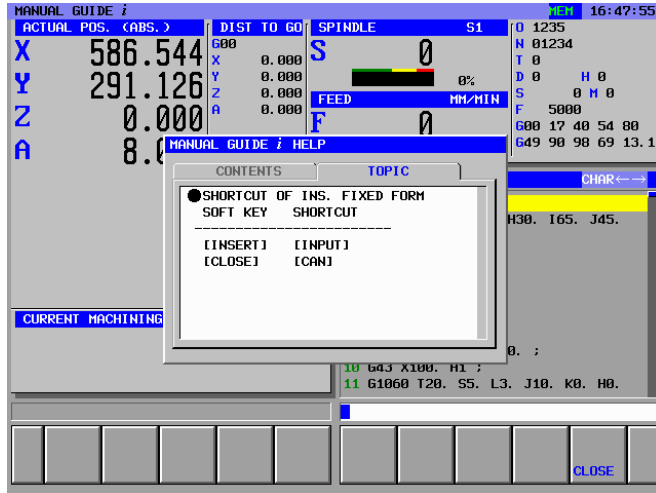 MANUAL GUIDE i
MEM 16:47:55
ACTUAL POS. (ABS.)
X 586.544
Y 291.126
Z 0.000
A
DIST TO GO
G00
X 0.000
Y 0.000
Z 0.000
A 0.000
SPINDLE S1
S 0
0%
FEED MM/MIN
F 0
O 1235
N 01234
T 0
D 0 H 0
S 0 M 0
F 5000
G00 17 40 54 80
G49 90 98 69 13.1
MANUAL GUIDE i HELP
CONTENTS TOPIC
●SHORTCUT OF INS. FIXED FORM
SOFT KEY SHORTCUT
-------------------------
[INSERT] [INPUT]
[CLOSE] [CAN]
CHAR←→
H30. I65. J45.
CURRENT MACHINING
0. ;
10 G43 X100. H1 ;
11 G1060 T20. S5. L3. J10. K0. H0.
CLOSE